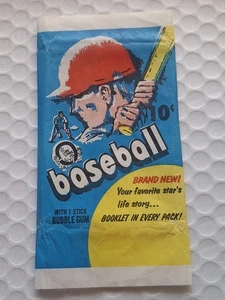 10¢
baseball
BRAND NEW!
Your favorite star's
life story...
BOOKLET IN EVERY PACK!
WITH 1 STICK
BUBBLE GUM